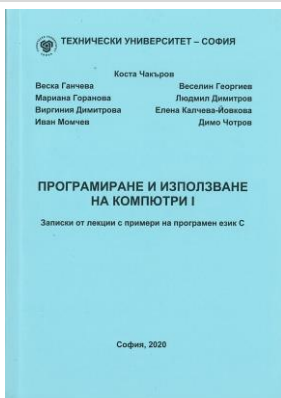 ТЕХНИЧЕСКИ УНИВЕРСИТЕТ – СОФИЯ
Коста Чакъров
Веска Ганчева Веселин Георгиев
Мариана Горанова Людмил Димитров
Виргиния Димитрова Елена Калчева-Йовкова
Иван Момчев Димо Чотров
ПРОГРАМИРАНЕ И ИЗПОЛЗВАНЕ
НА КОМПЮТРИ I
Записки от лекции с примери на програмен език С
София, 2020